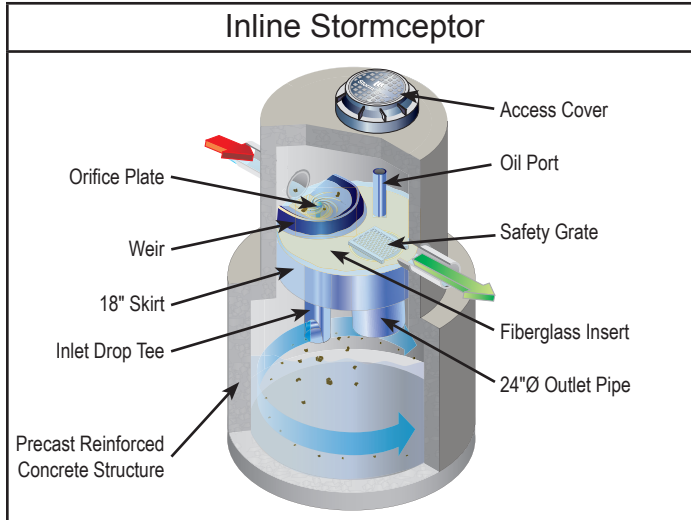 Inline Stormceptor
Access Cover
Oil Port
Orifice Plate
Safety Grate
Weir
18" Skirt
Fiberglass Insert
Inlet Drop Tee
24"Ø Outlet Pipe
Precast Reinforced
Concrete Structure